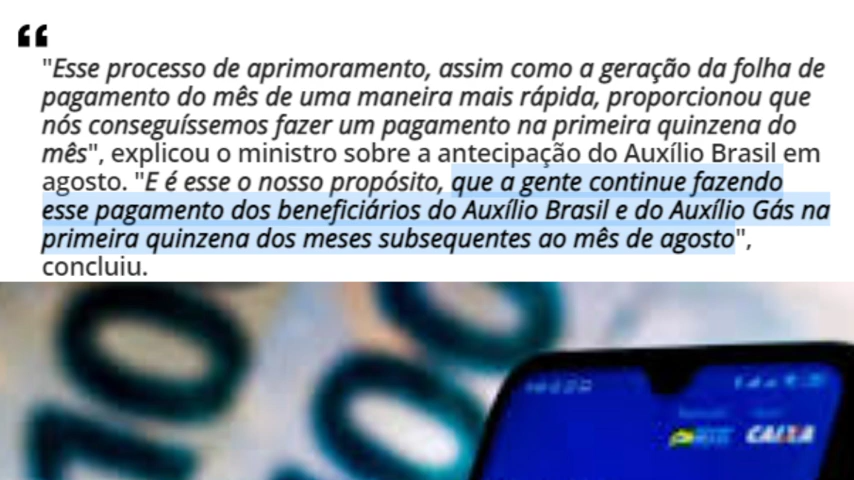 "Esse processo de aprimoramento, assim como a geração da folha de
pagamento do mês de uma maneira mais rápida, proporcionou que
nós conseguíssemos fazer um pagamento na primeira quinzena do
mês", explicou o ministro sobre a antecipação do Auxílio Brasil em
agosto. "E é esse o nosso propósito, que a gente continue fazendo
esse pagamento dos beneficiários do Auxílio Brasil e do Auxílio Gás na
primeira quinzena dos meses subsequentes ao mês de agosto",
concluiu.
100
100
CAIXA